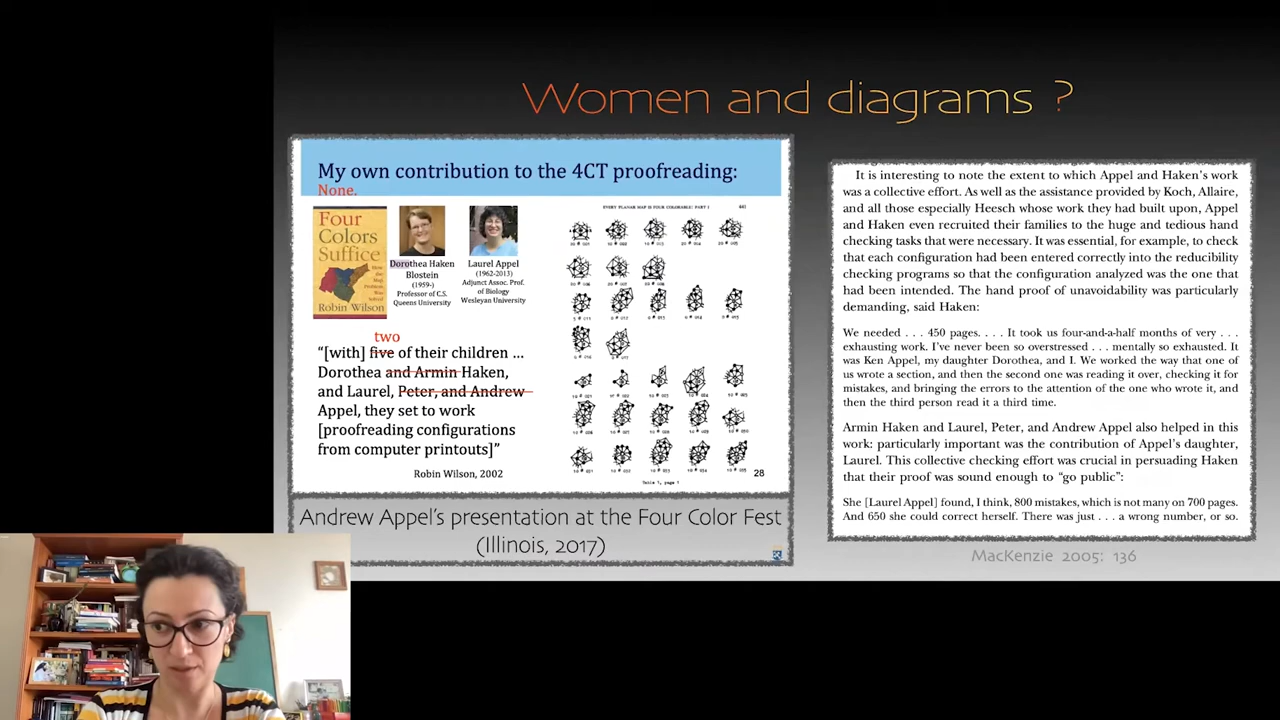 Women and diagrams ?
My own contribution to the 4CT proofreading:
None.
Four
Colors
Suffice
Robin Wilson
Dorothea Haken
Blostein
(1959-)
Professor of C.S.
Queens University
Laurel Appel
(1962-2013)
Adjunct Assoc. Prof.
of Biology
Wesleyan University
two
“[with] five of their children ...
Dorothea and Armin Haken,
and Laurel, Peter, and Andrew
Appel, they set to work
[proofreading configurations
from computer printouts]”
Robin Wilson, 2002
EVERY PLANAR MAP IS FOUR COLORABLE: PART I
Table 1, page 1
28
Andrew Appel's presentation at the Four Color Fest
(Illinois, 2017)
It is interesting to note the extent to which Appel and Haken's work
was a collective effort. As well as the assistance provided by Koch, Allaire,
and all those especially Heesch whose work they had built upon, Appel
and Haken even recruited their families to the huge and tedious hand
checking tasks that were necessary. It was essential, for example, to check
that each configuration had been entered correctly into the reducibility
checking programs so that the configuration analyzed was the one that
had been intended. The hand proof of unavoidability was particularly
demanding, said Haken:
We needed . . . 450 pages. . . . It took us four-and-a-half months of very . . .
exhausting work. I've never been so overstressed . . . mentally so exhausted. It
was Ken Appel, my daughter Dorothea, and I. We worked the way that one of
us wrote a section, and then the second one was reading it over, checking it for
mistakes, and bringing the errors to the attention of the one who wrote it, and
then the third person read it a third time.
Armin Haken and Laurel, Peter, and Andrew Appel also helped in this
work: particularly important was the contribution of Appel's daughter,
Laurel. This collective checking effort was crucial in persuading Haken
that their proof was sound enough to “go public”:
She [Laurel Appel] found, I think, 800 mistakes, which is not many on 700 pages.
And 650 she could correct herself. There was just . . . a wrong number, or so.
MacKenzie 2005: 136